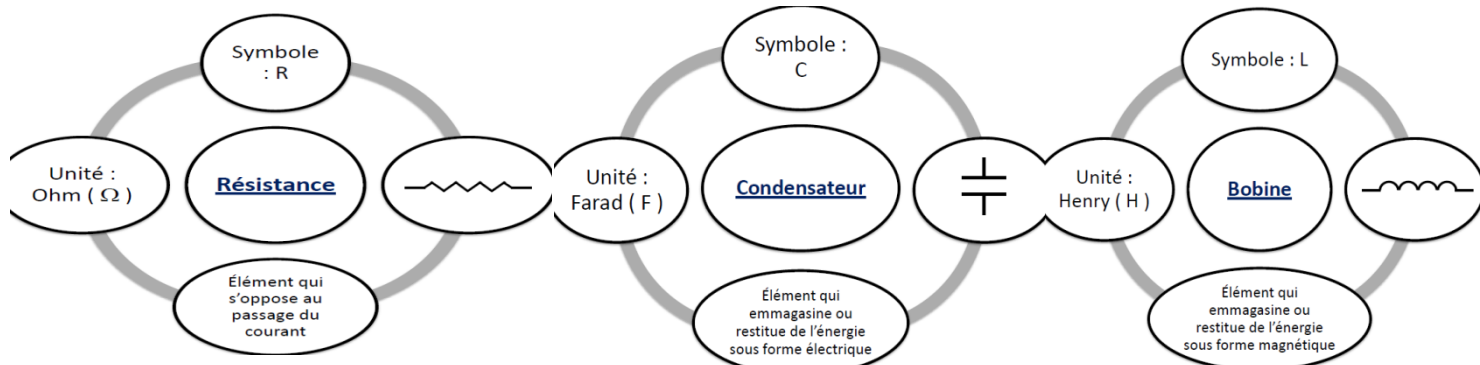 Symbole
: R
Unité :
Ohm ( Ω )
Résistance
Élément qui
s’oppose au
passage du
courant
Symbole :
C
Unité :
Farad ( F )
Condensateur
Élément qui
emmagasine ou
restitue de l’énergie
sous forme électrique
Symbole : L
Unité :
Henry ( H )
Bobine
Élément qui
emmagasine ou
restitue de l’énergie
sous forme magnétique